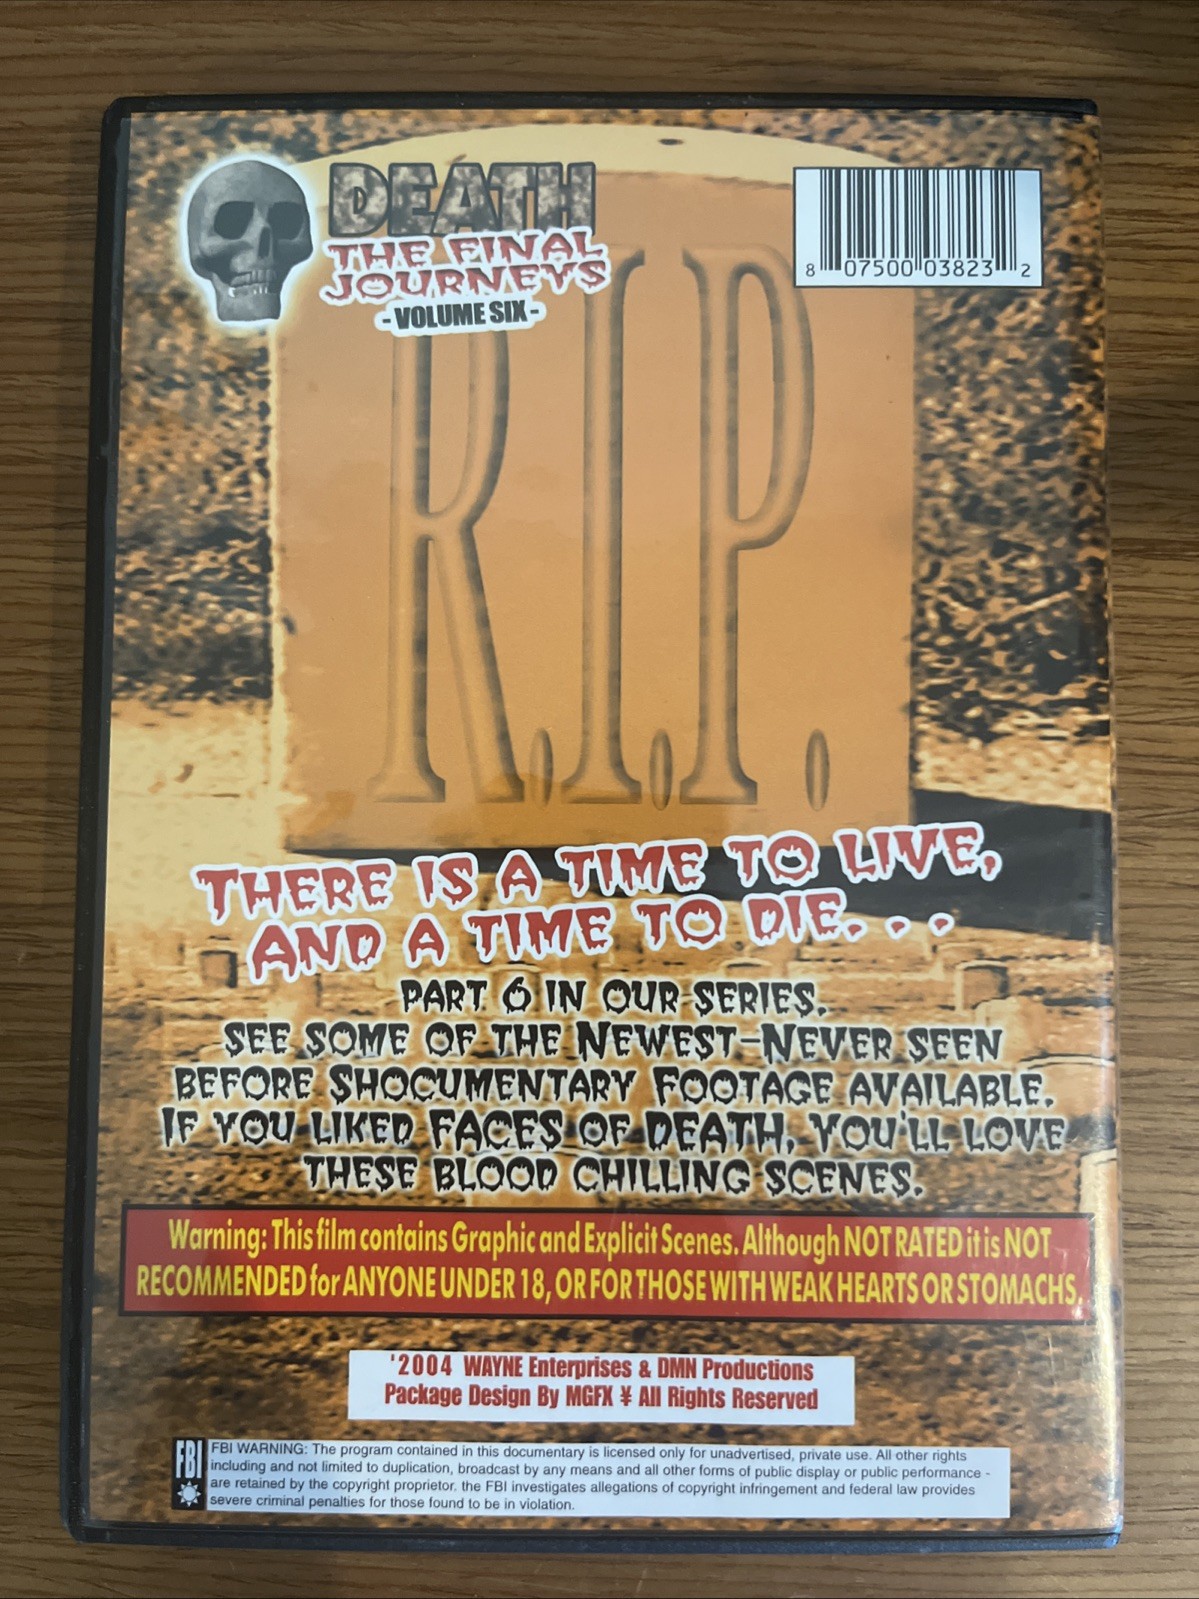 DEATH
THE FINAL
JOURNEYS
- VOLUME SIX -
8 07500 03823 2
R.I.P.
THERE IS A TIME TO LIVE,
AND A TIME TO DIE. . .
PART 6 IN OUR SERIES.
SEE SOME OF THE NEWEST-NEVER SEEN
BEFORE SHOCUMENTARY FOOTAGE AVAILABLE.
IF YOU LIKED FACES OF DEATH, YOU'LL LOVE
THESE BLOOD CHILLING SCENES.
Warning: This film contains Graphic and Explicit Scenes. Although NOT RATED it is NOT
RECOMMENDED for ANYONE UNDER 18, OR FOR THOSE WITH WEAK HEARTS OR STOMACHS.
'2004 WAYNE Enterprises & DMN Productions
Package Design By MGFX ¥ All Rights Reserved
FBI
FBI WARNING: The program contained in this documentary is licensed only for unadvertised, private use. All other rights
including and not limited to duplication, broadcast by any means and all other forms of public display or public performance -
are retained by the copyright proprietor. the FBI investigates allegations of copyright infringement and federal law provides
severe criminal penalties for those found to be in violation.